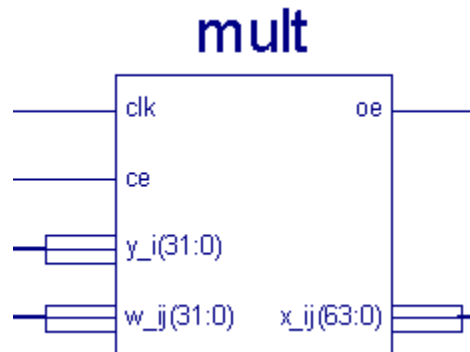 mult
clk oe
ce
y_i(31:0)
w_ij(31:0) x_ij(63:0)